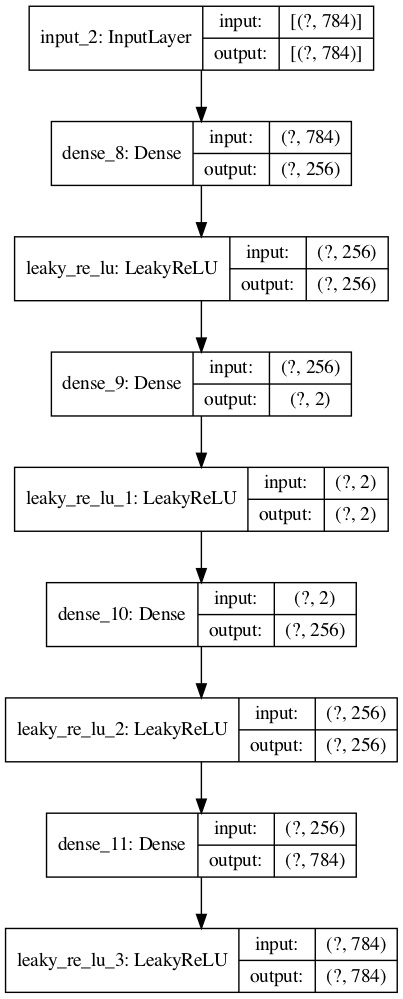 input_2: InputLayer
input:
[(?, 784)]
output:
[(?, 784)]
dense_8: Dense
input:
(?, 784)
output:
(?, 256)
leaky_re_lu: LeakyReLU
input:
(?, 256)
output:
(?, 256)
dense_9: Dense
input:
(?, 256)
output:
(?, 2)
leaky_re_lu_1: LeakyReLU
input:
(?, 2)
output:
(?, 2)
dense_10: Dense
input:
(?, 2)
output:
(?, 256)
leaky_re_lu_2: LeakyReLU
input:
(?, 256)
output:
(?, 256)
dense_11: Dense
input:
(?, 256)
output:
(?, 784)
leaky_re_lu_3: LeakyReLU
input:
(?, 784)
output:
(?, 784)